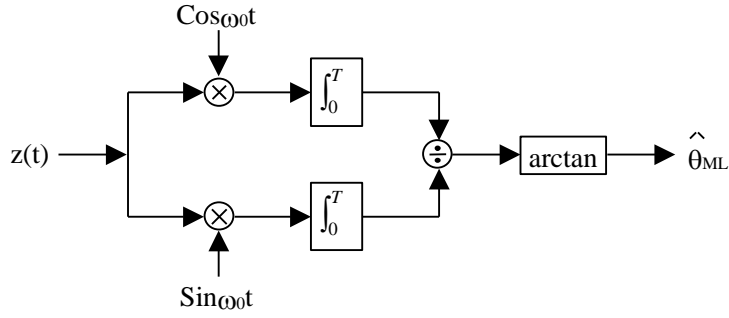 Cosω0t
×
∫₀ᵀ
z(t)
÷
arctan
θ̂ML
×
∫₀ᵀ
Sinω0t